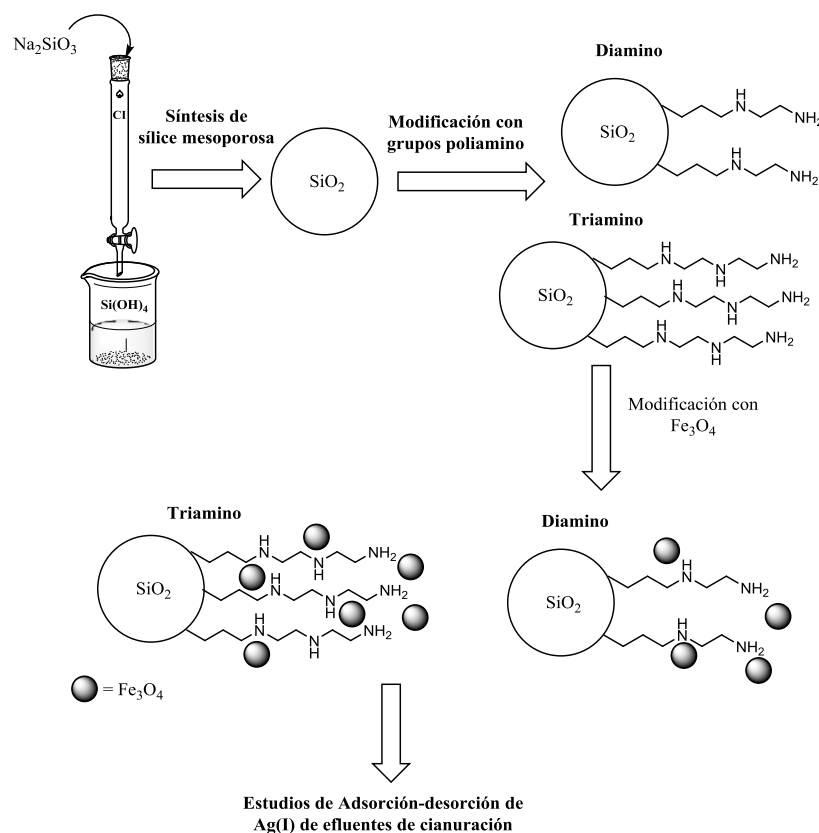 Na2SiO3
CI
Si(OH)4
Síntesis de
sílice mesoporosa
SiO2
Modificación con
grupos poliamino
Diamino
SiO2
H
N
NH2
H
N
NH2
Triamino
SiO2
H
N
N
H
NH2
H
N
N
H
NH2
H
N
N
H
NH2
Modificación con
Fe3O4
Triamino
SiO2
H
N
N
H
NH2
H
N
N
H
NH2
H
N
N
H
NH2
= Fe3O4
Diamino
SiO2
H
N
NH2
H
N
NH2
Estudios de Adsorción-desorción de
Ag(I) de efluentes de cianuración